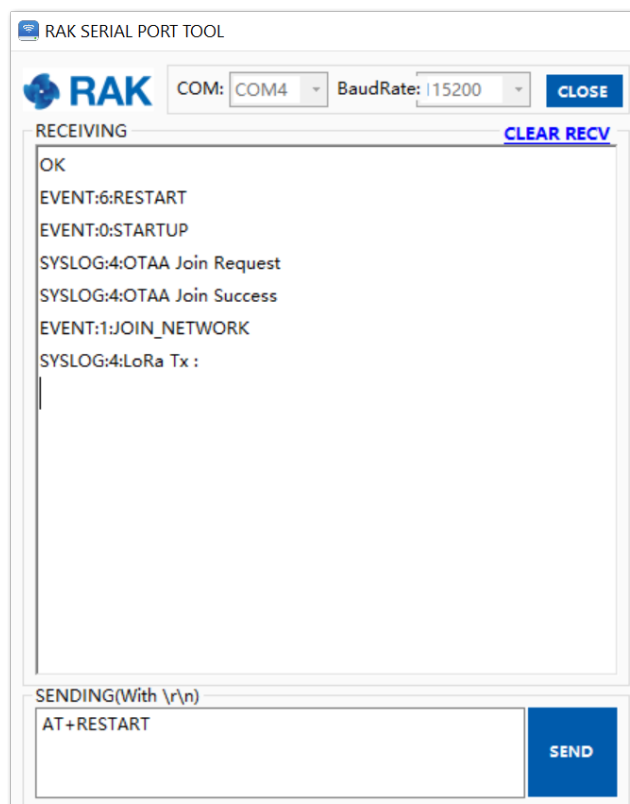 RAK SERIAL PORT TOOL
RAK COM: COM4 BaudRate: 115200 CLOSE
RECEIVING CLEAR RECV
OK
EVENT:6:RESTART
EVENT:0:STARTUP
SYSLOG:4:OTAA Join Request
SYSLOG:4:OTAA Join Success
EVENT:1:JOIN_NETWORK
SYSLOG:4:LoRa Tx :
SENDING(With \r\n)
AT+RESTART
SEND